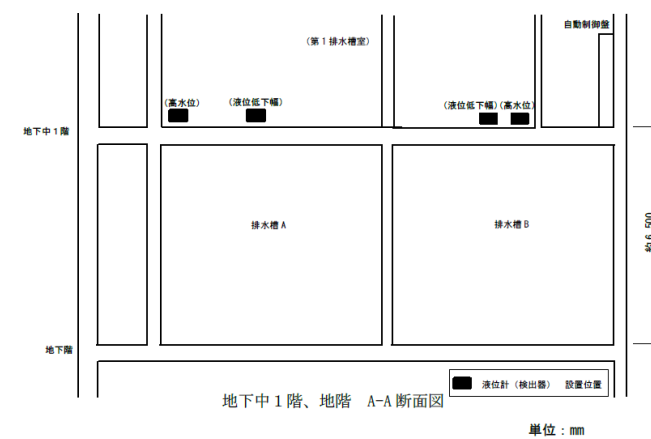 自動制御盤
(第１排水槽室)
(高水位)
(液位低下幅)
(液位低下幅)(高水位)
地下中１階
排水槽 A
排水槽 B
約 6,500
地下階
液位計（検出器） 設置位置
地下中１階、地階 A-A 断面図
単位：㎜